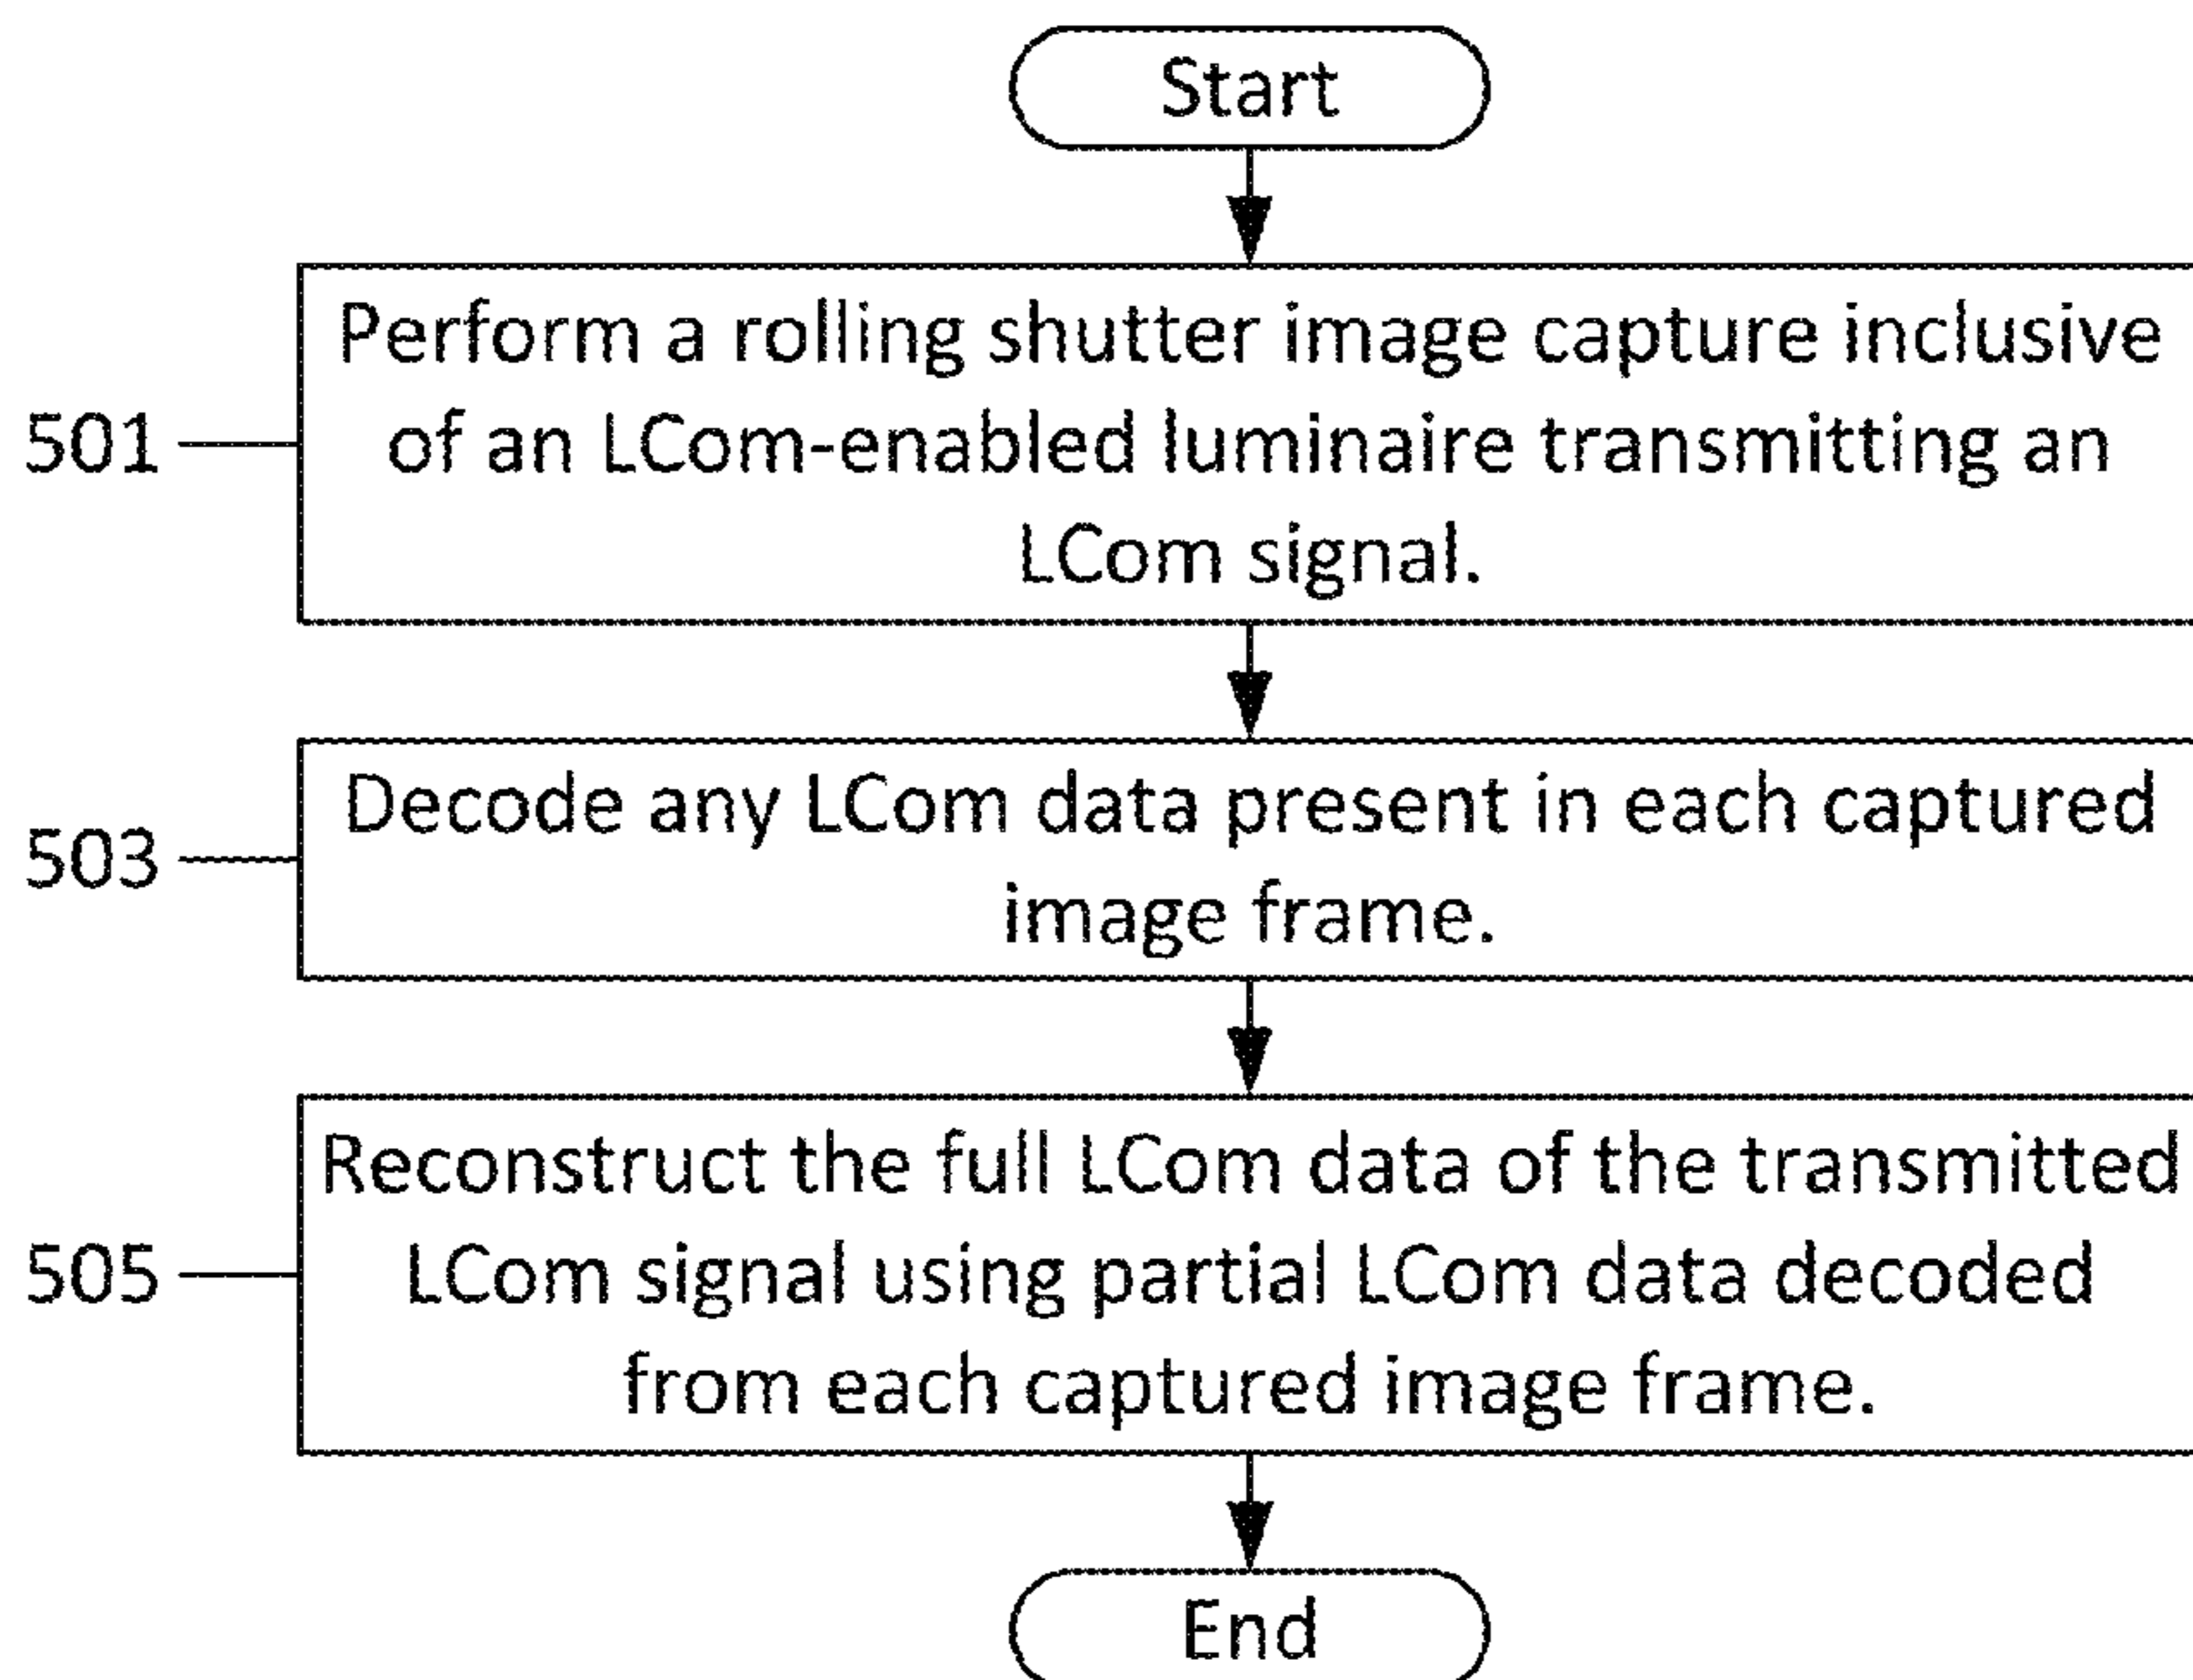 Start
Perform a rolling shutter image capture inclusive
501
of an LCom-enabled luminaire transmitting an
LCom signal.
Decode any LCom data present in each captured
503
image frame.
Reconstruct the full LCom data of the transmitted
505
LCom signal using partial LCom data decoded
from each captured image frame.
End